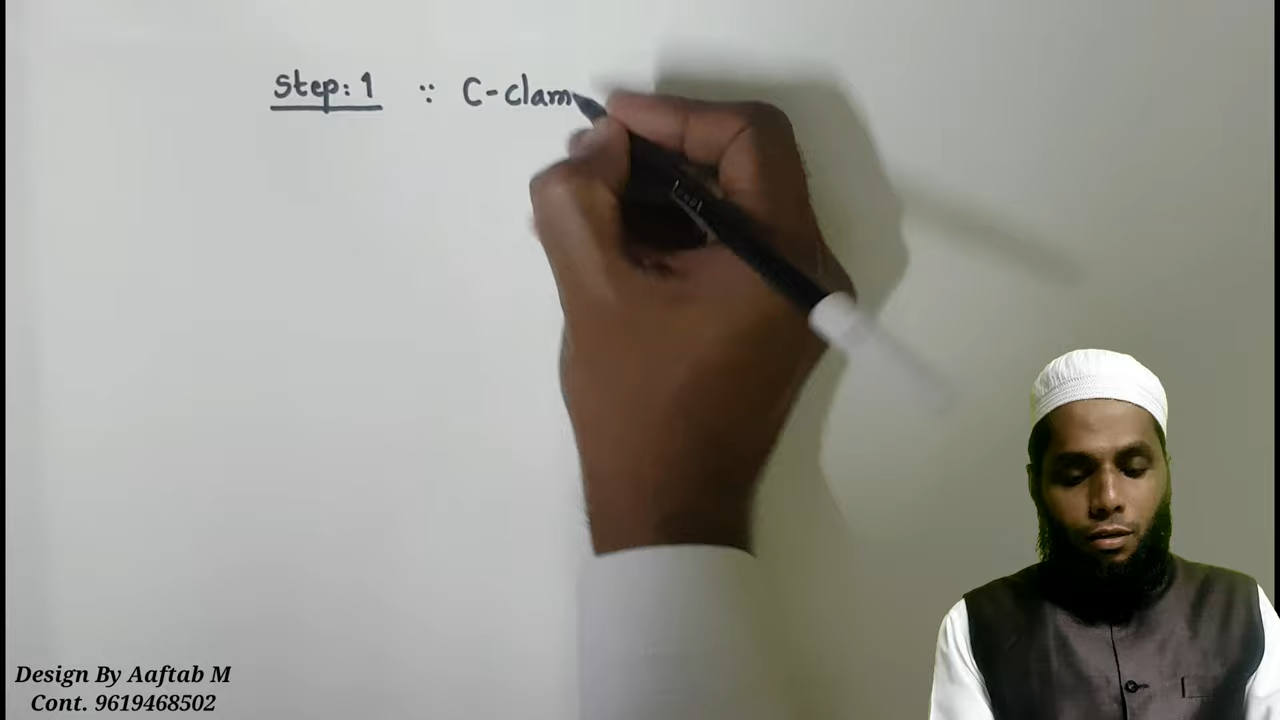 Step: 1 ∵ C-clam
Design By Aaftab M
Cont. 9619468502